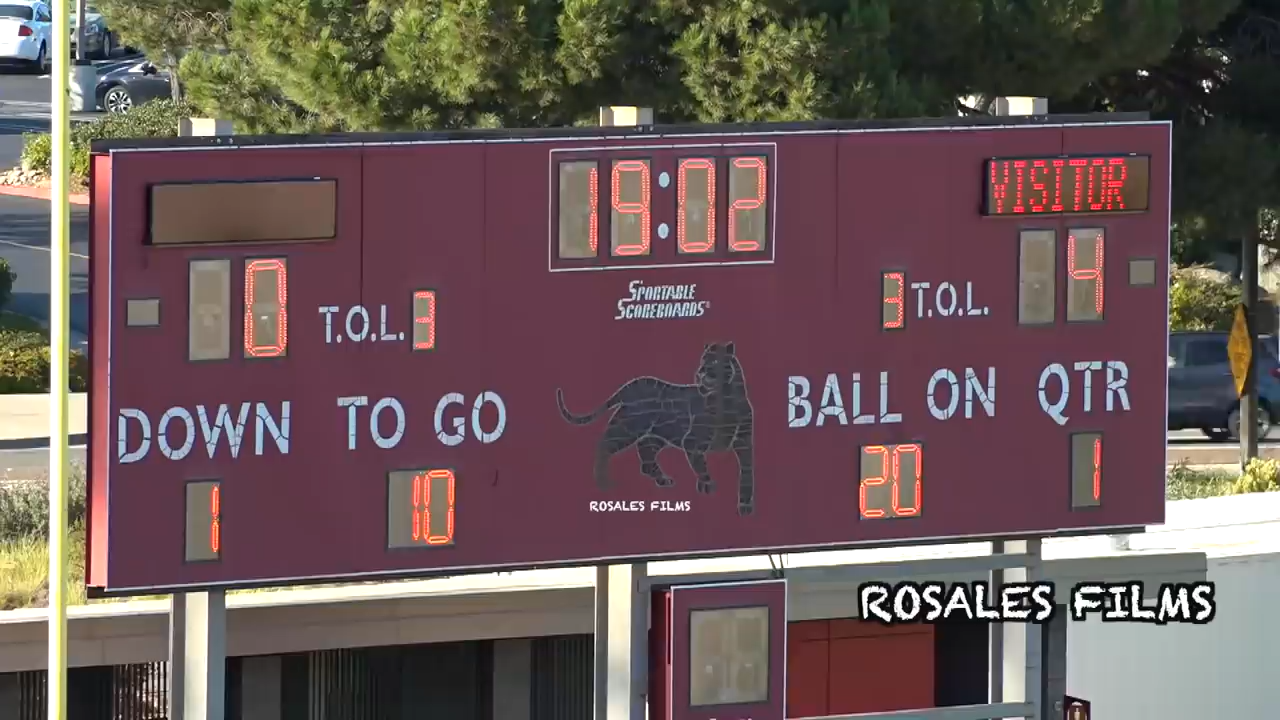 19:02
VISITOR
SPORTABLE
SCOREBOARDS®
0 T.O.L. 3
3 T.O.L. 4
DOWN TO GO
BALL ON QTR
1 10
20 1
ROSALES FILMS
ROSALES FILMS